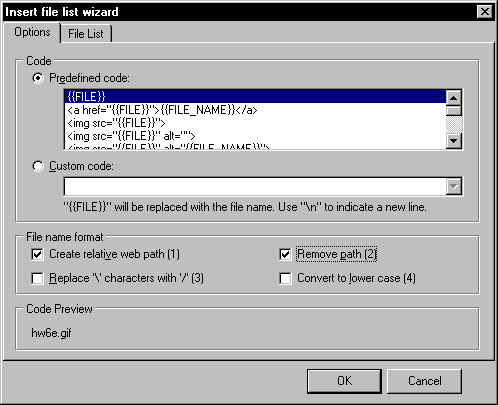 Insert file list wizard
Options
File List
Code
Predefined code:
{{FILE}}
<a href="{{FILE}}">{{FILE_NAME}}</a>
<img src="{{FILE}}">
<img src="{{FILE}}" alt="">
<img src="{{FILE}}" alt="{{FILE_NAME}}">
Custom code:
"{{FILE}}" will be replaced with the file name. Use "\n" to indicate a new line.
File name format
Create relative web path (1)
Remove path (2)
Replace '\' characters with '/' (3)
Convert to lower case (4)
Code Preview
hw6e.gif
OK
Cancel